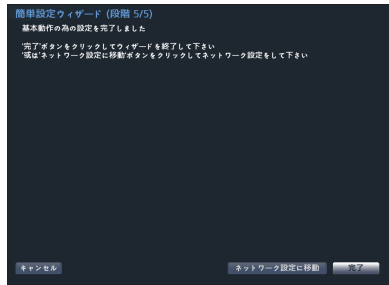 簡単設定ウィザード (段階 5/5)
基本動作の為の設定を完了しました
'完了'ボタンをクリックしてウィザードを終了して下さい
'或は'ネットワーク設定に移動'ボタンをクリックしてネットワーク設定をして下さい
キャンセル
ネットワーク設定に移動
完了